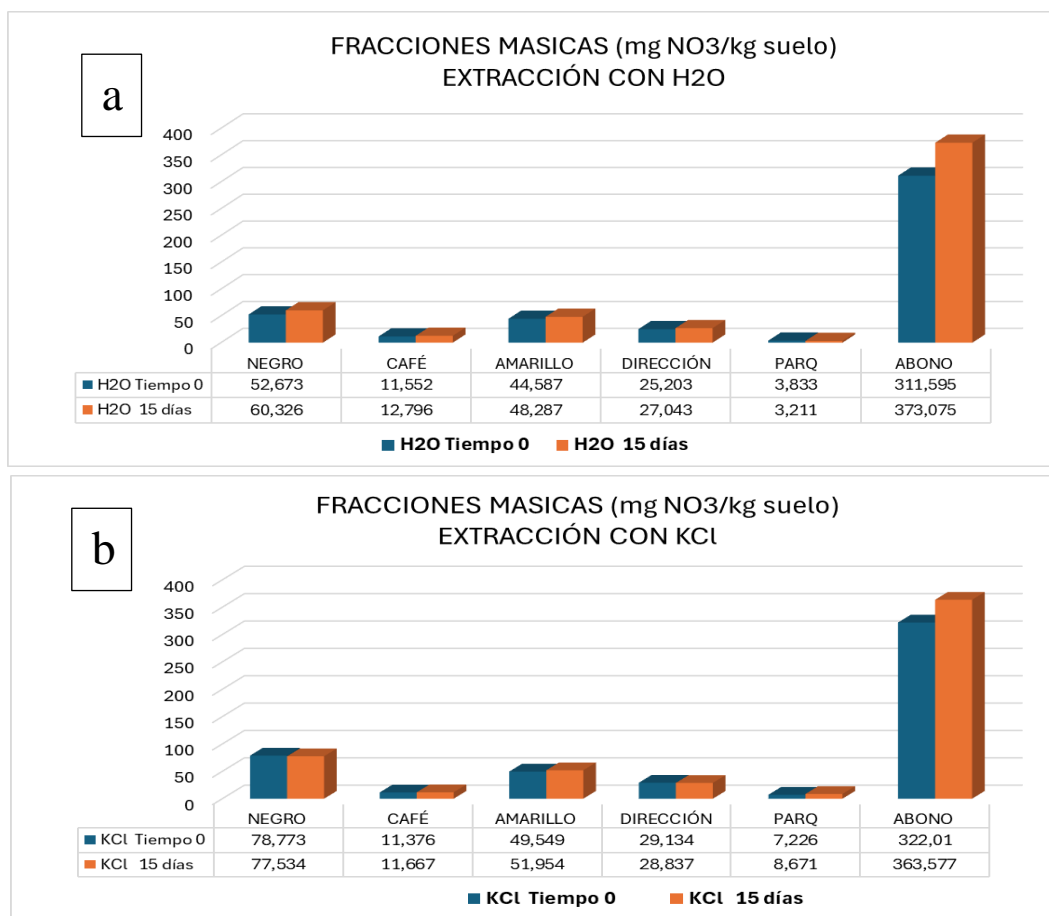 a
FRACCIONES MASICAS (mg NO3/kg suelo)
EXTRACCIÓN CON H2O
400
350
300
250
200
150
100
50
0
NEGRO CAFÉ AMARILLO DIRECCIÓN PARQ ABONO
H2O Tiempo 0 52,673 11,552 44,587 25,203 3,833 311,595
H2O 15 días 60,326 12,796 48,287 27,043 3,211 373,075
H2O Tiempo 0 H2O 15 días
b
FRACCIONES MASICAS (mg NO3/kg suelo)
EXTRACCIÓN CON KCl
400
350
300
250
200
150
100
50
0
NEGRO CAFÉ AMARILLO DIRECCIÓN PARQ ABONO
KCl Tiempo 0 78,773 11,376 49,549 29,134 7,226 322,01
KCl 15 días 77,534 11,667 51,954 28,837 8,671 363,577
KCl Tiempo 0 KCl 15 días